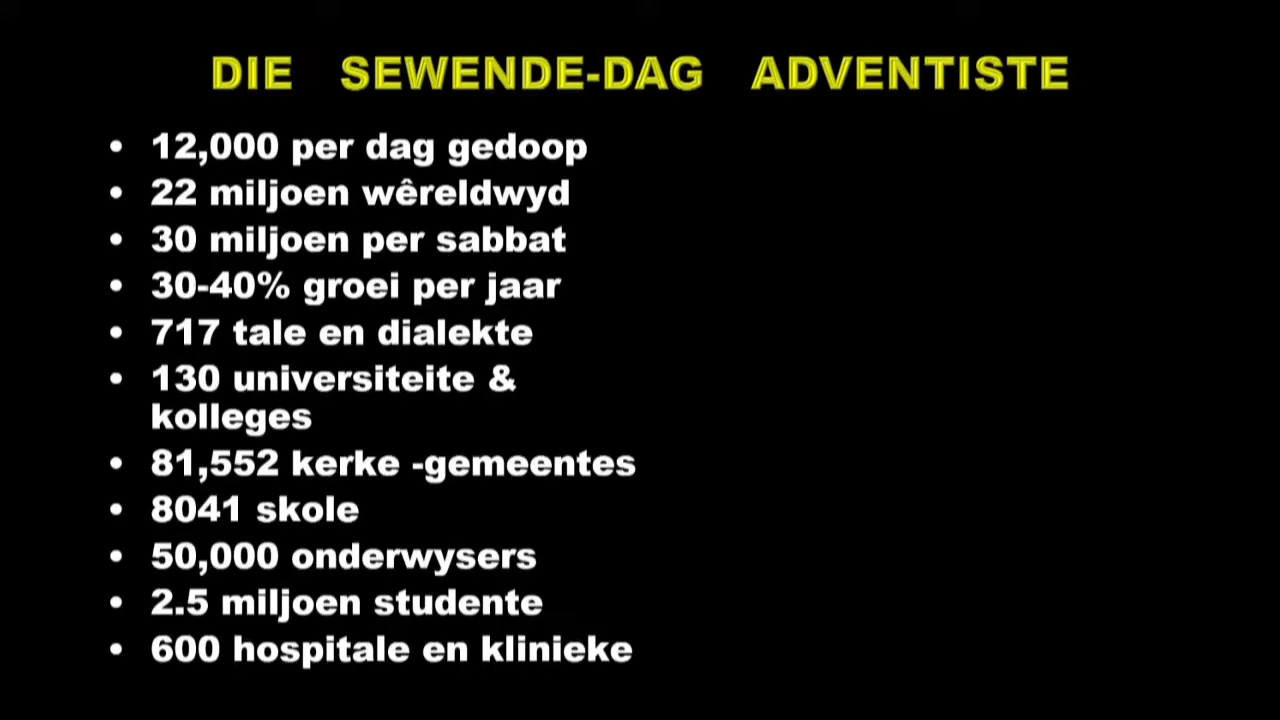 DIE SEWENDE-DAG ADVENTISTE
• 12,000 per dag gedoop
• 22 miljoen wêreldwyd
• 30 miljoen per sabbat
• 30-40% groei per jaar
• 717 tale en dialekte
• 130 universiteite &
kolleges
• 81,552 kerke -gemeentes
• 8041 skole
• 50,000 onderwysers
• 2.5 miljoen studente
• 600 hospitale en klinieke